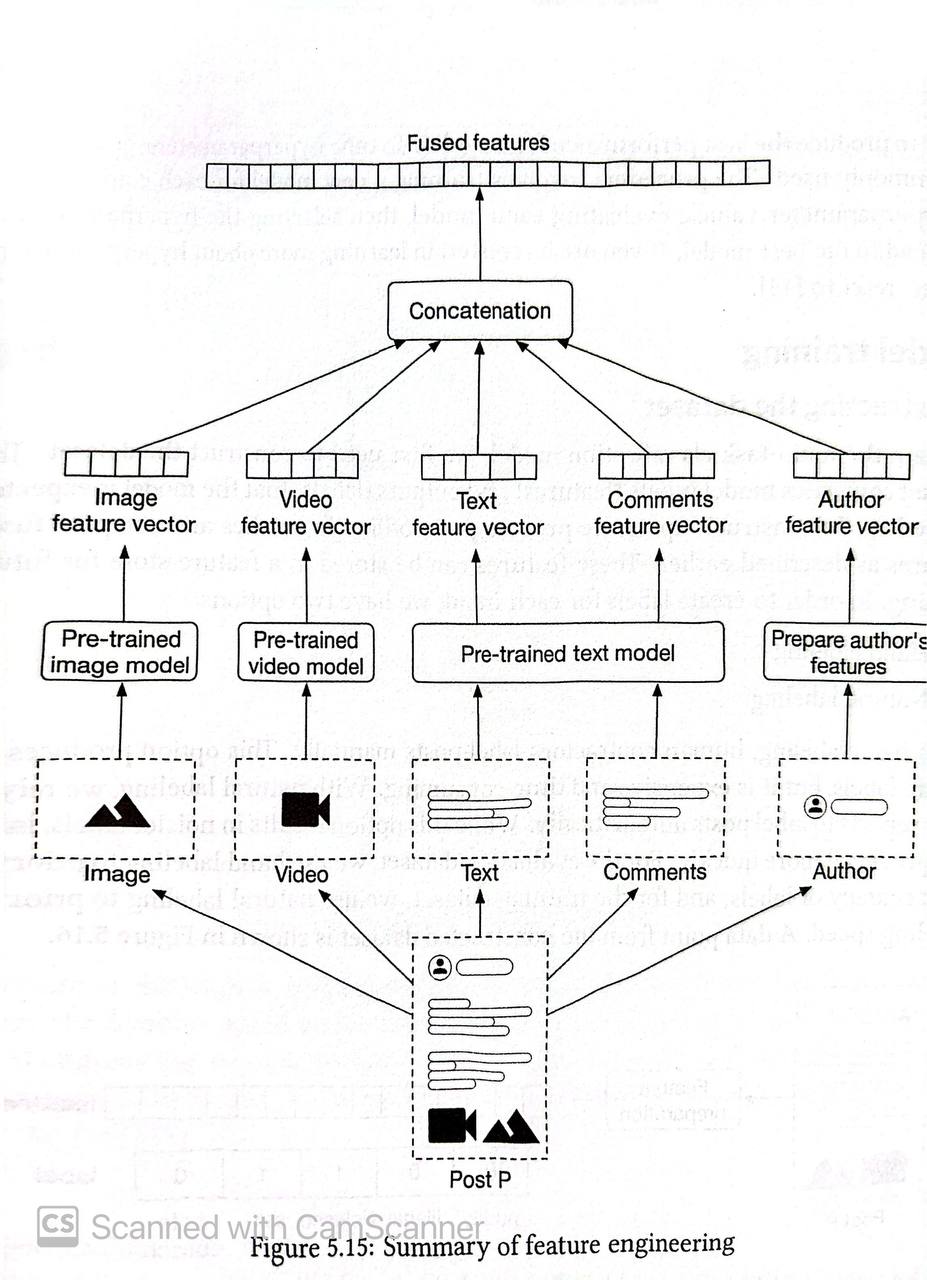 Fused features
Concatenation
Image
feature vector
Video
feature vector
Text
feature vector
Comments
feature vector
Author
feature vector
Pre-trained
image model
Pre-trained
video model
Pre-trained text model
Prepare author's
features
Image
Video
Text
Comments
Author
Post P
CS Scanned with CamScanner
Figure 5.15: Summary of feature engineering